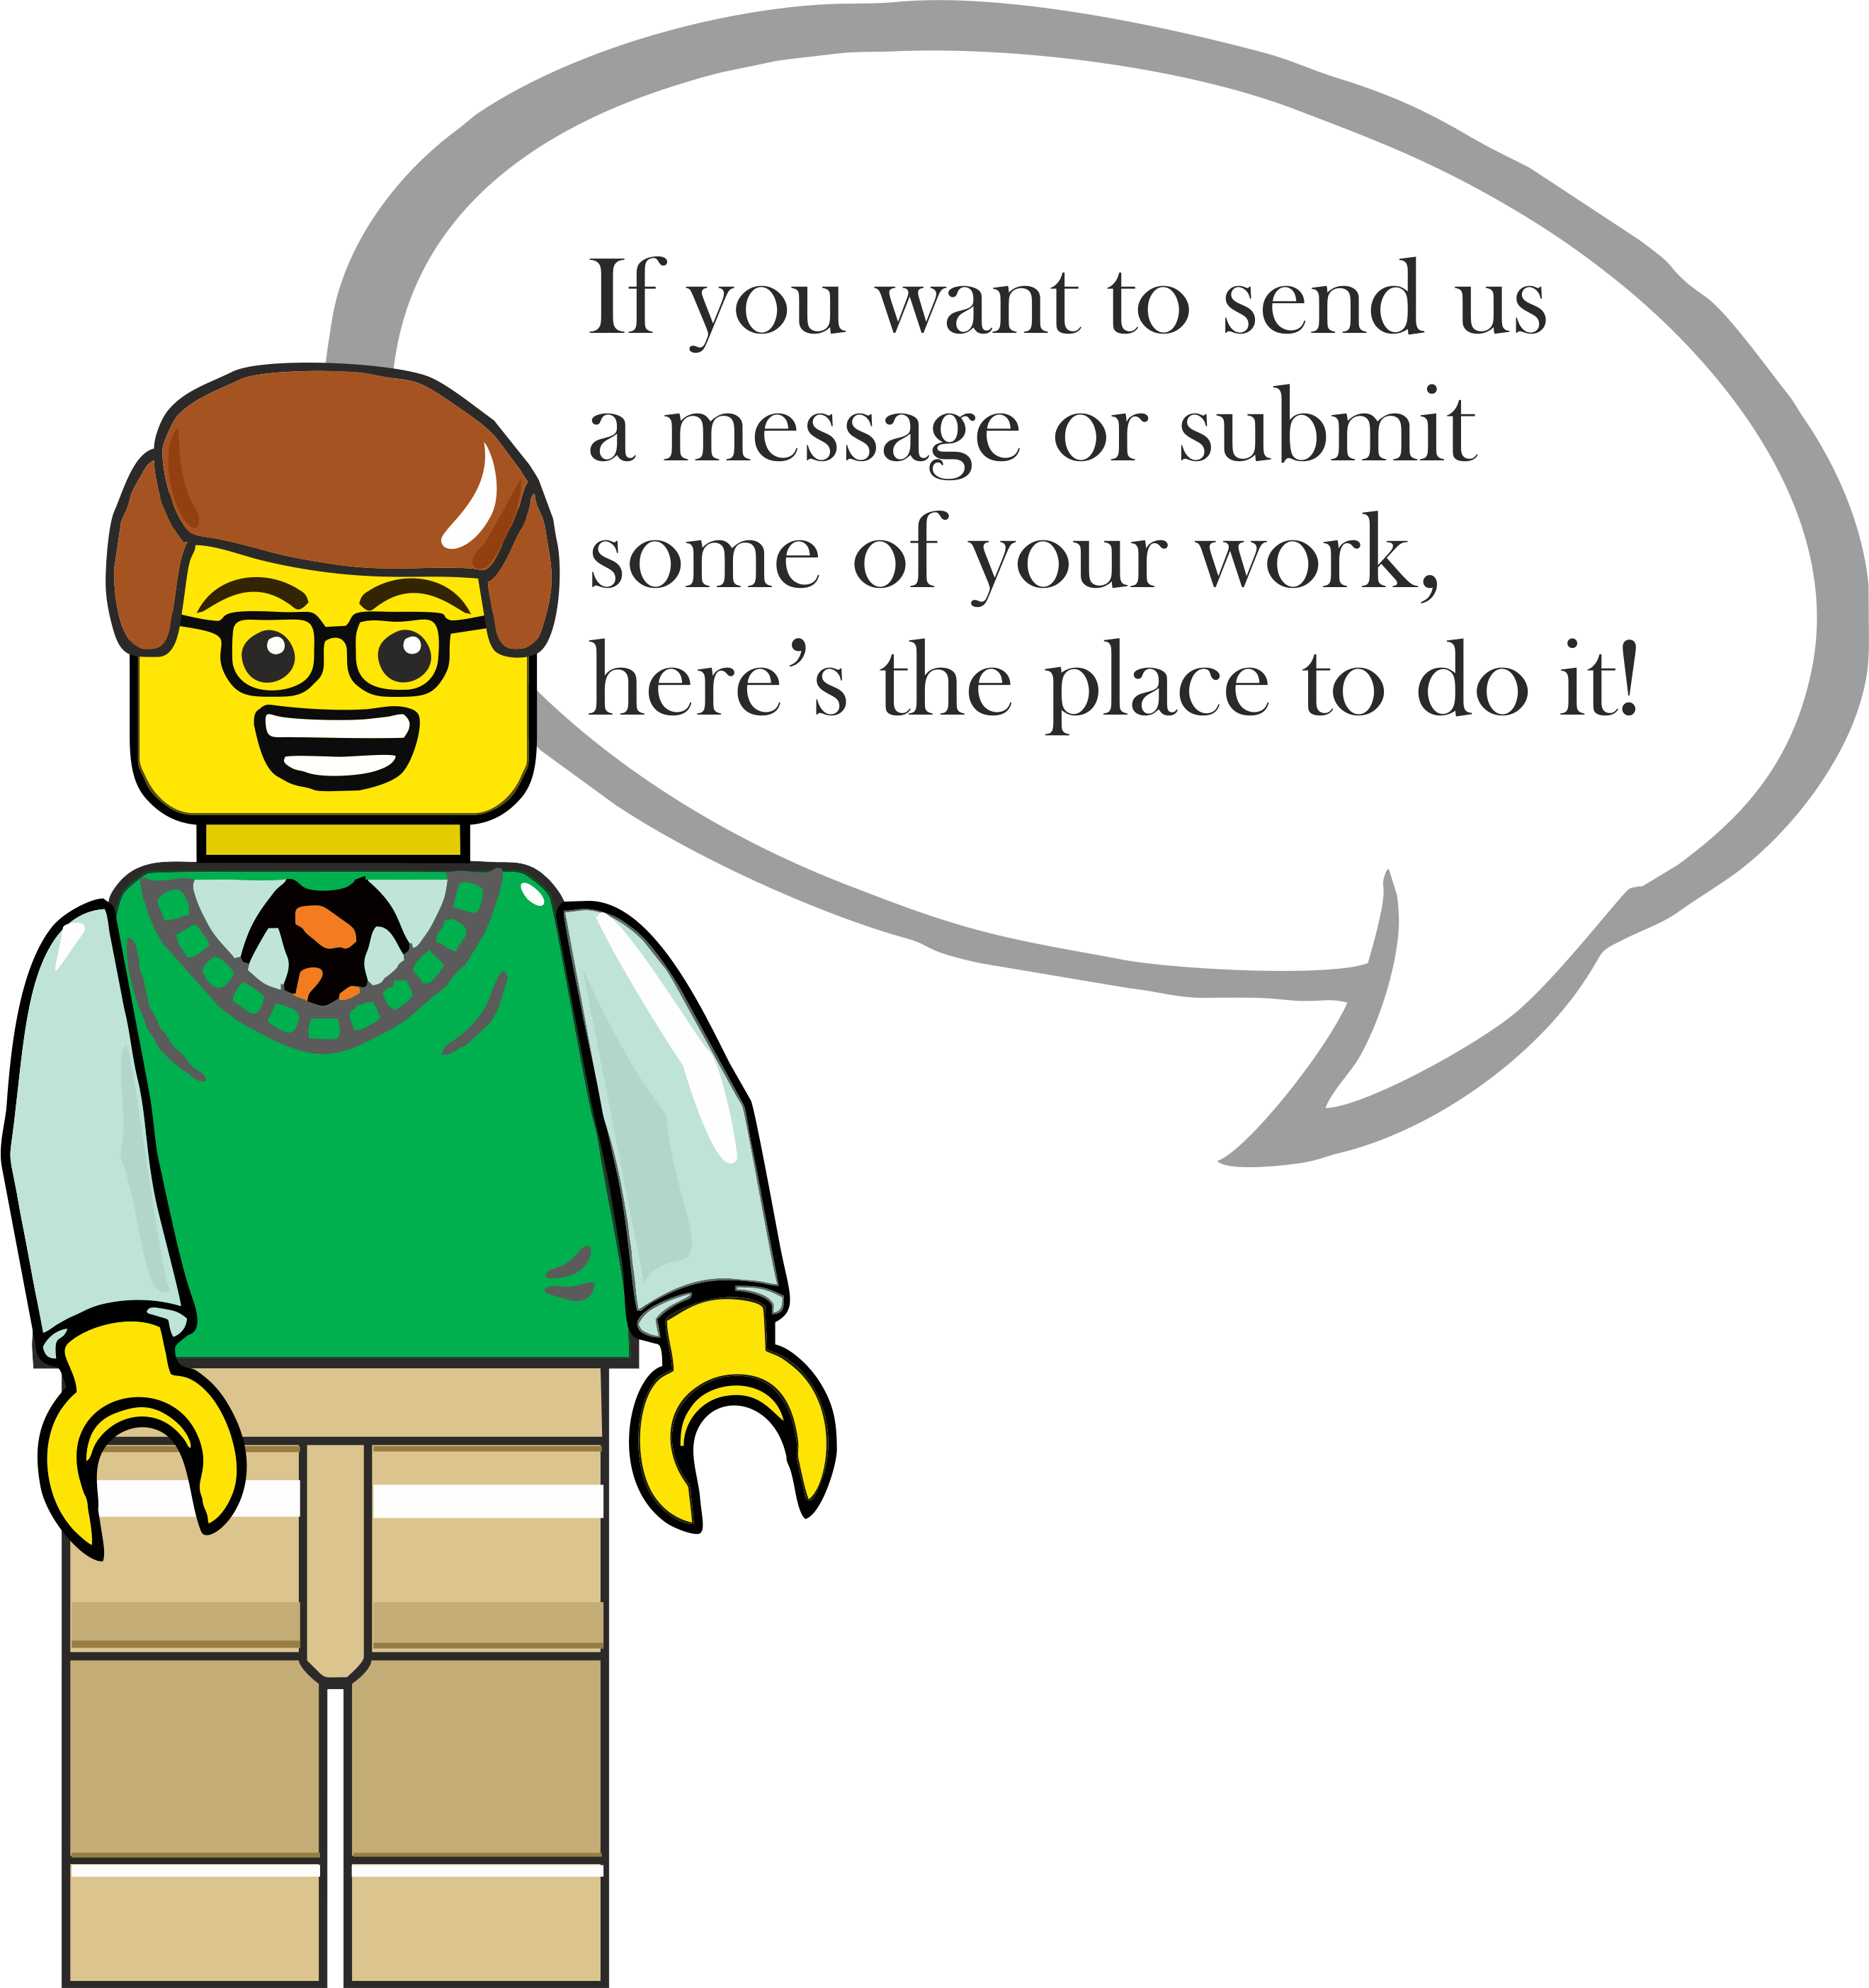 If you want to send us
a message or submit
some of your work,
here’s the place to do it!